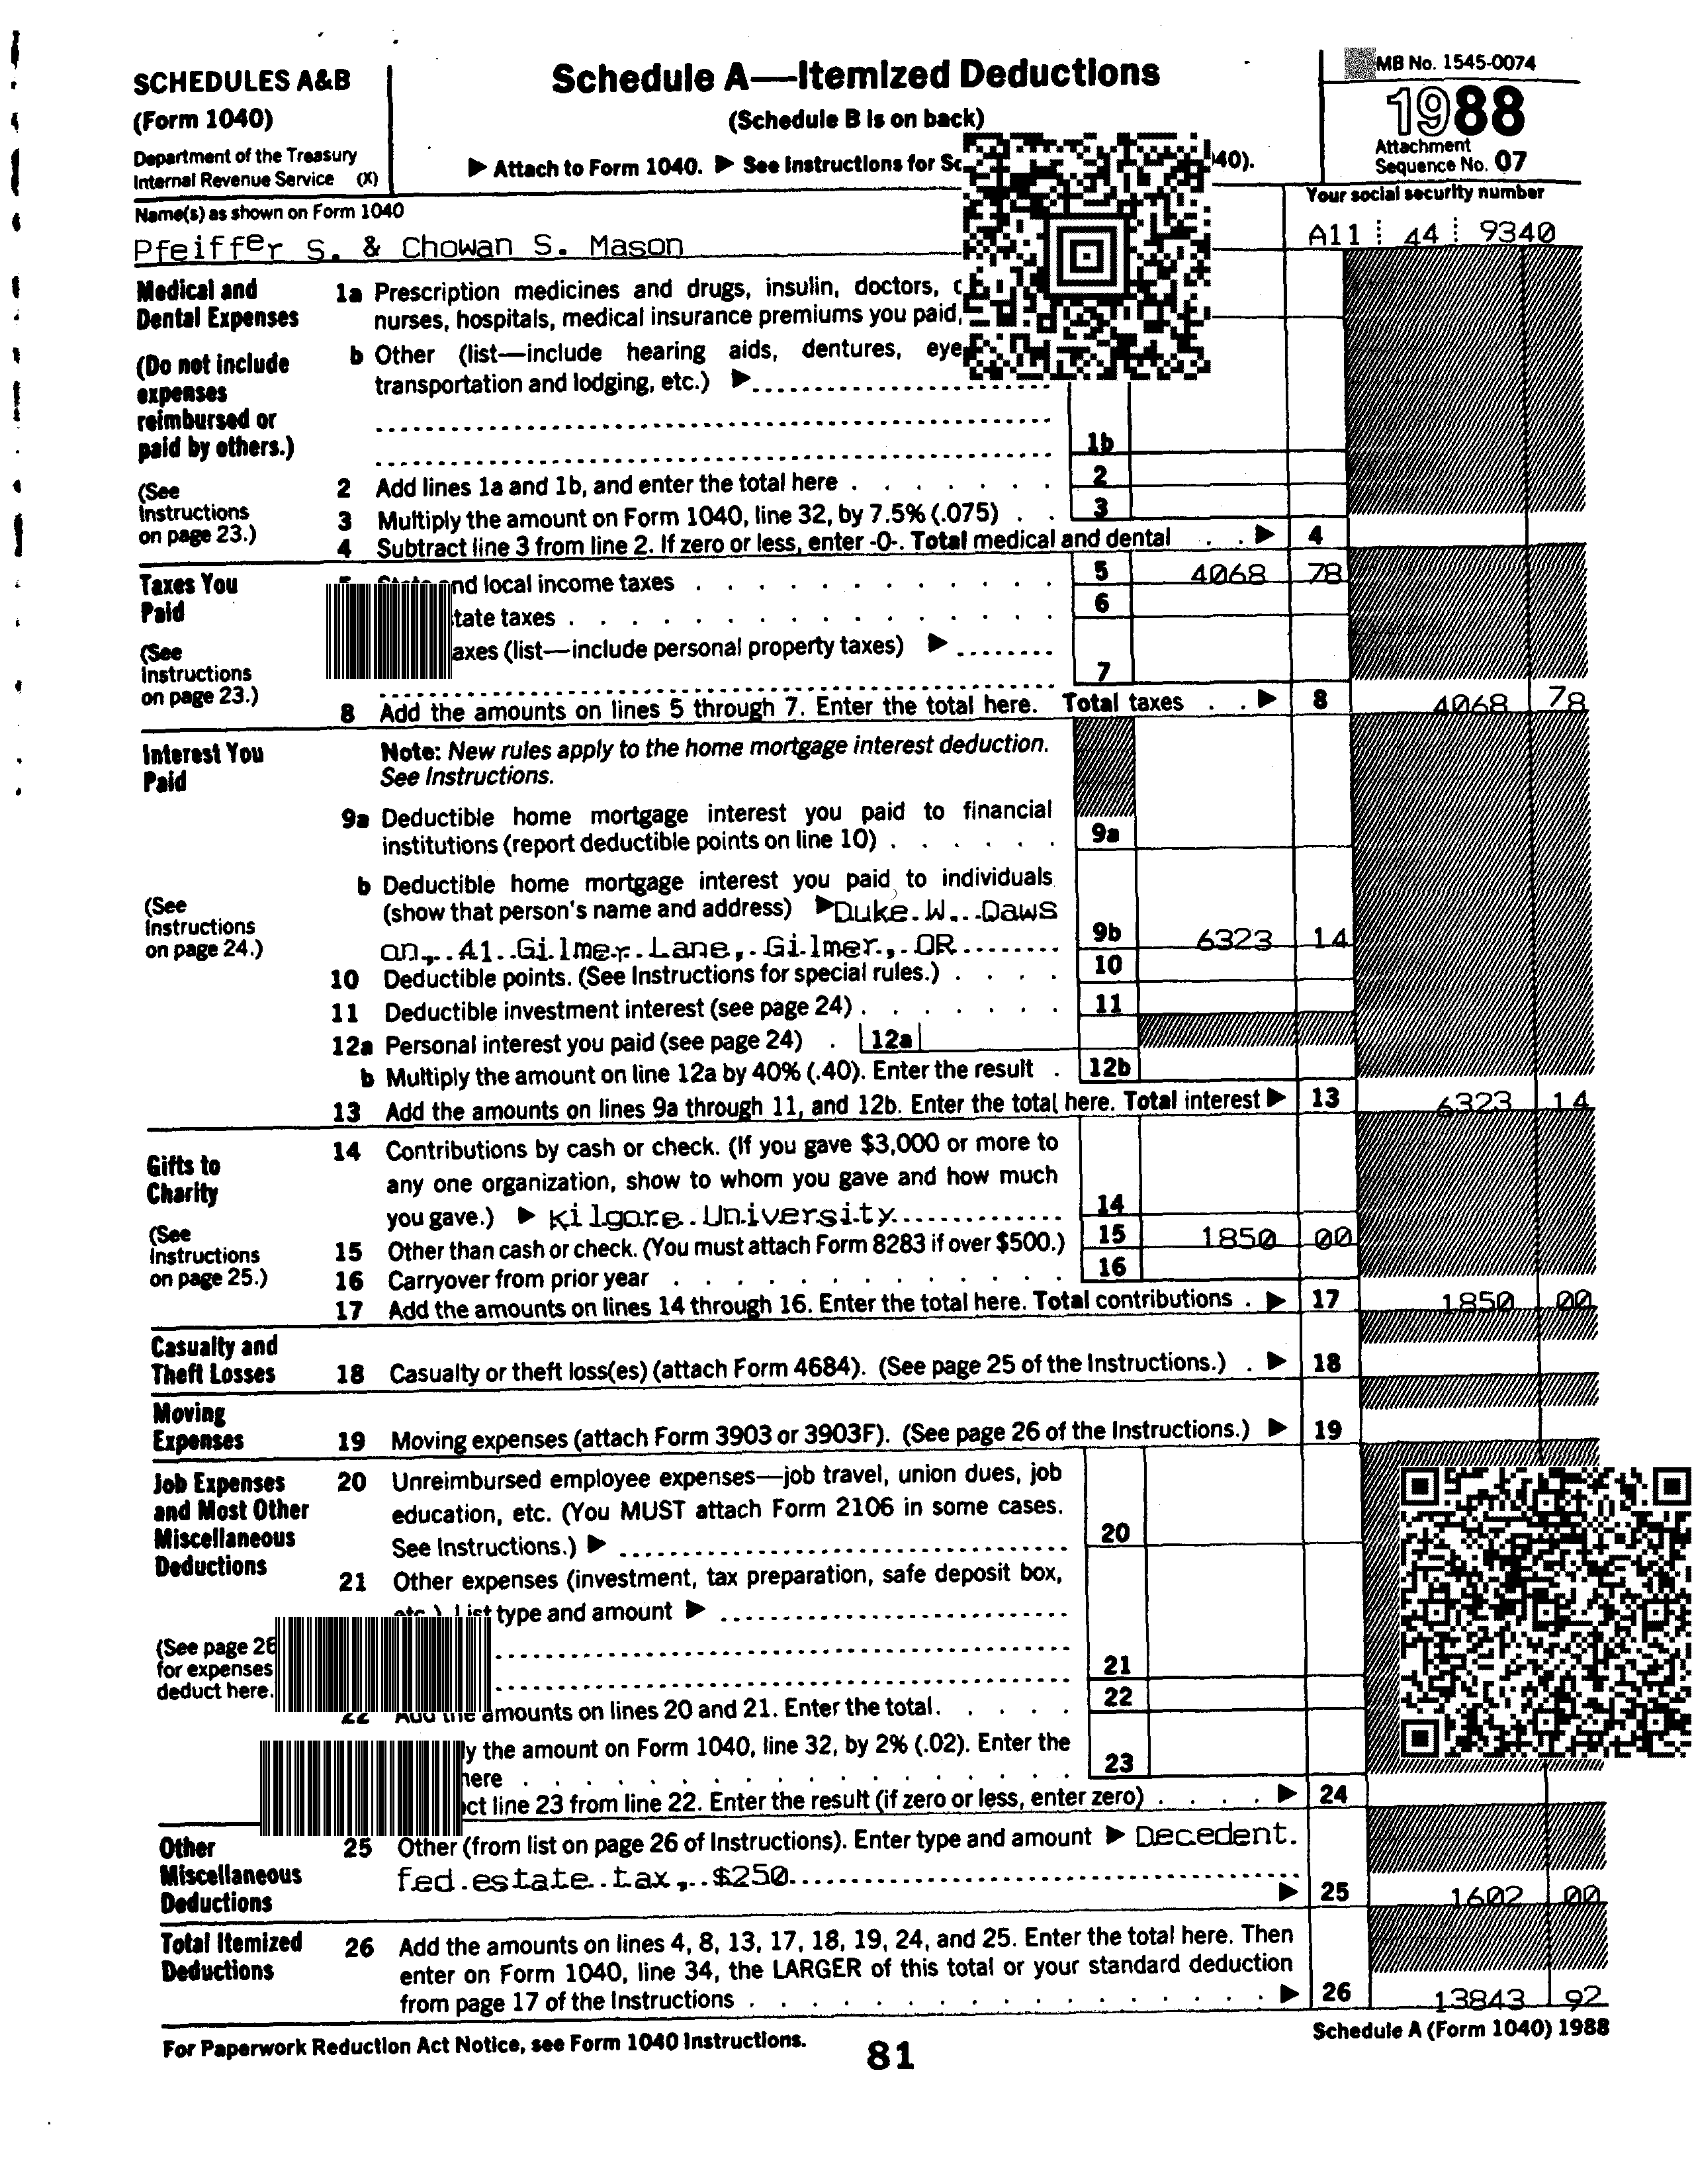 SCHEDULES A&B
(Form 1040)
Department of the Treasury
Internal Revenue Service (X)
Schedule A—Itemized Deductions
(Schedule B is on back)
▶ Attach to Form 1040. ▶ See Instructions for 40).
MB No. 1545-0074
1988
Attachment
Sequence No. 07
Name(s) as shown on Form 1040
Your social security number
Pfeiffer S. & Chowan S. Mason
A11 44 9340
Medical and
Dental Expenses
(Do not include
expenses
reimbursed or
paid by others.)
(See
Instructions
on page 23.)
1a Prescription medicines and drugs, insulin, doctors,
nurses, hospitals, medical insurance premiums you paid,
b Other (list—include hearing aids, dentures,
transportation and lodging, etc.) ▶
1b
2 Add lines 1a and 1b, and enter the total here 2
3 Multiply the amount on Form 1040, line 32, by 7.5% (.075) 3
4 Subtract line 3 from line 2. If zero or less, enter -0-. Total medical and dental ▶ 4
Taxes You
Paid
(See
Instructions
on page 23.)
and local income taxes 5 4068 78
taxes 6
(list—include personal property taxes) ▶
7
8 Add the amounts on lines 5 through 7. Enter the total here. Total taxes ▶ 8 4068 78
Interest You
Paid
(See
Instructions
on page 24.)
Note: New rules apply to the home mortgage interest deduction.
See Instructions.
9a Deductible home mortgage interest you paid to financial
institutions (report deductible points on line 10) 9a
b Deductible home mortgage interest you paid to individuals
(show that person's name and address) ▶ Duke W. Daws
on, 41 Gilmer Lane, Gilmer, OR 9b 6323 14
10 Deductible points. (See Instructions for special rules.) 10
11 Deductible investment interest (see page 24) 11
12a Personal interest you paid (see page 24) 12a
b Multiply the amount on line 12a by 40% (.40). Enter the result 12b
13 Add the amounts on lines 9a through 11, and 12b. Enter the total here. Total interest ▶ 13 6323 14
Gifts to
Charity
(See
Instructions
on page 25.)
14 Contributions by cash or check. (If you gave $3,000 or more to
any one organization, show to whom you gave and how much
you gave.) ▶ Kilgore University 14
15 Other than cash or check. (You must attach Form 8283 if over $500.) 15 1850 00
16 Carryover from prior year 16
17 Add the amounts on lines 14 through 16. Enter the total here. Total contributions ▶ 17 1850 00
Casualty and
Theft Losses
18 Casualty or theft loss(es) (attach Form 4684). (See page 25 of the Instructions.) ▶ 18
Moving
Expenses
19 Moving expenses (attach Form 3903 or 3903F). (See page 26 of the Instructions.) ▶ 19
Job Expenses
and Most Other
Miscellaneous
Deductions
(See page 26
for expenses
deduct here.
20 Unreimbursed employee expenses—job travel, union dues, job
education, etc. (You MUST attach Form 2106 in some cases.
See Instructions.) ▶ 20
21 Other expenses (investment, tax preparation, safe deposit box,
etc.) List type and amount ▶
21
22 Add the amounts on lines 20 and 21. Enter the total. 22
the amount on Form 1040, line 32, by 2% (.02). Enter the
here 23
line 23 from line 22. Enter the result (if zero or less, enter zero) ▶ 24
Other
Miscellaneous
Deductions
25 Other (from list on page 26 of Instructions). Enter type and amount ▶ Decedent
fed estate tax, $250
▶ 25 1602 00
Total Itemized
Deductions
26 Add the amounts on lines 4, 8, 13, 17, 18, 19, 24, and 25. Enter the total here. Then
enter on Form 1040, line 34, the LARGER of this total or your standard deduction
from page 17 of the Instructions ▶ 26 13843 92
For Paperwork Reduction Act Notice, see Form 1040 Instructions.
81
Schedule A (Form 1040) 1988